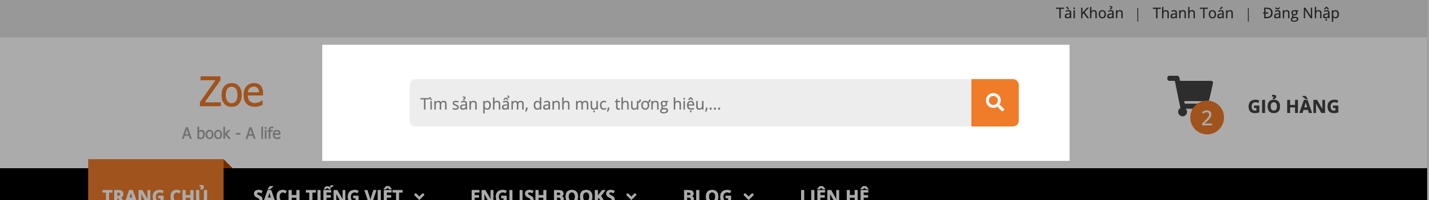 Tài Khoản | Thanh Toán | Đăng Nhập
Zoe
A book - A life
Tìm sản phẩm, danh mục, thương hiệu,...
2
GIỎ HÀNG
TRANG CHỦ SÁCH TIẾNG VIỆT ENGLISH BOOKS BLOG LIÊN HỆ